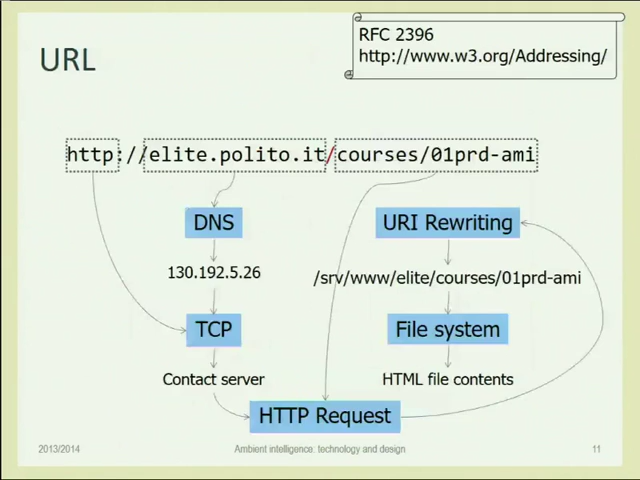 RFC 2396
http://www.w3.org/Addressing/
URL
http://elite.polito.it/courses/01prd-ami
DNS
URI Rewriting
130.192.5.26
/srv/www/elite/courses/01prd-ami
TCP
File system
Contact server
HTML file contents
HTTP Request
2013/2014
Ambient intelligence: technology and design
11